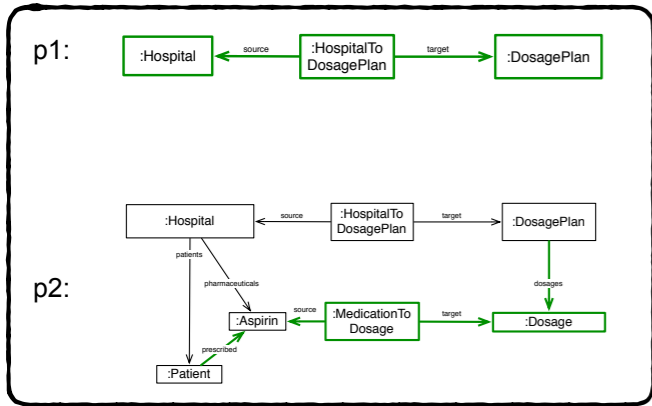 p1:
:Hospital
source
:HospitalTo
DosagePlan
target
:DosagePlan
p2:
:Hospital
source
:HospitalTo
DosagePlan
target
:DosagePlan
patients
pharmaceuticals
dosages
:Aspirin
source
:MedicationTo
Dosage
target
:Dosage
prescribed
:Patient